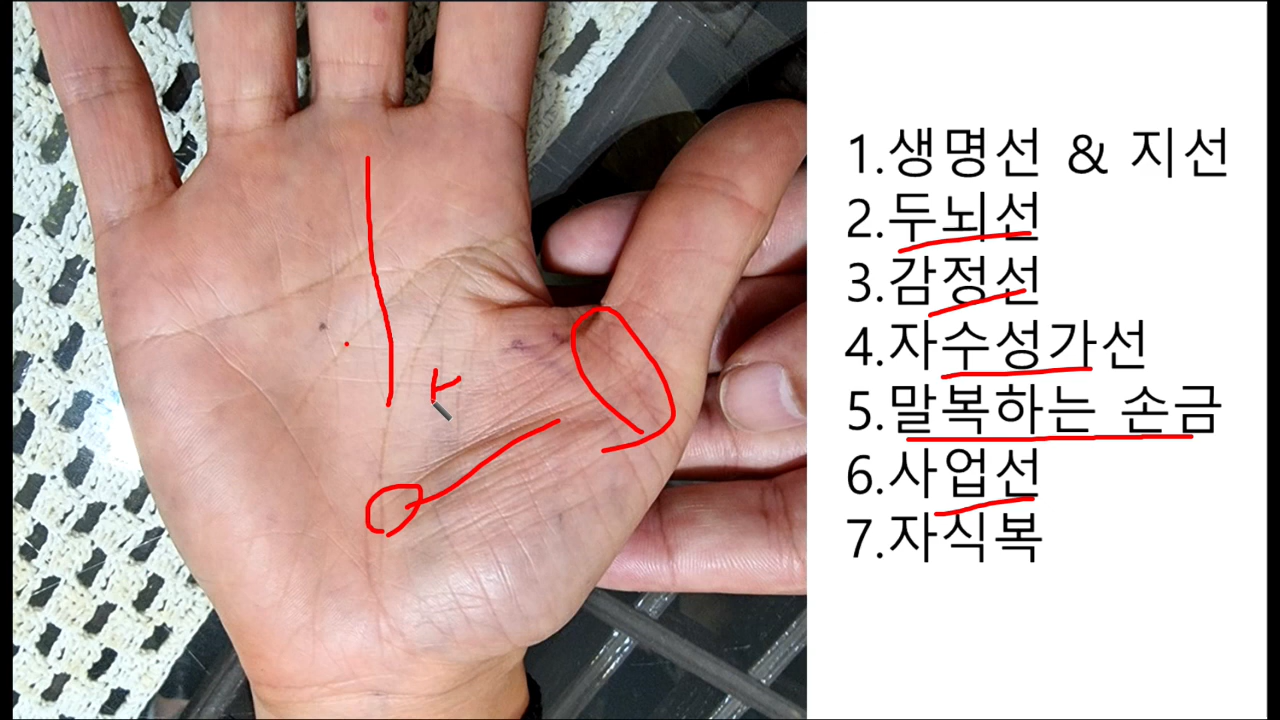 1.생명선 & 지선
2.두뇌선
3.감정선
4.자수성가선
5.말복하는 손금
6.사업선
7.자식복